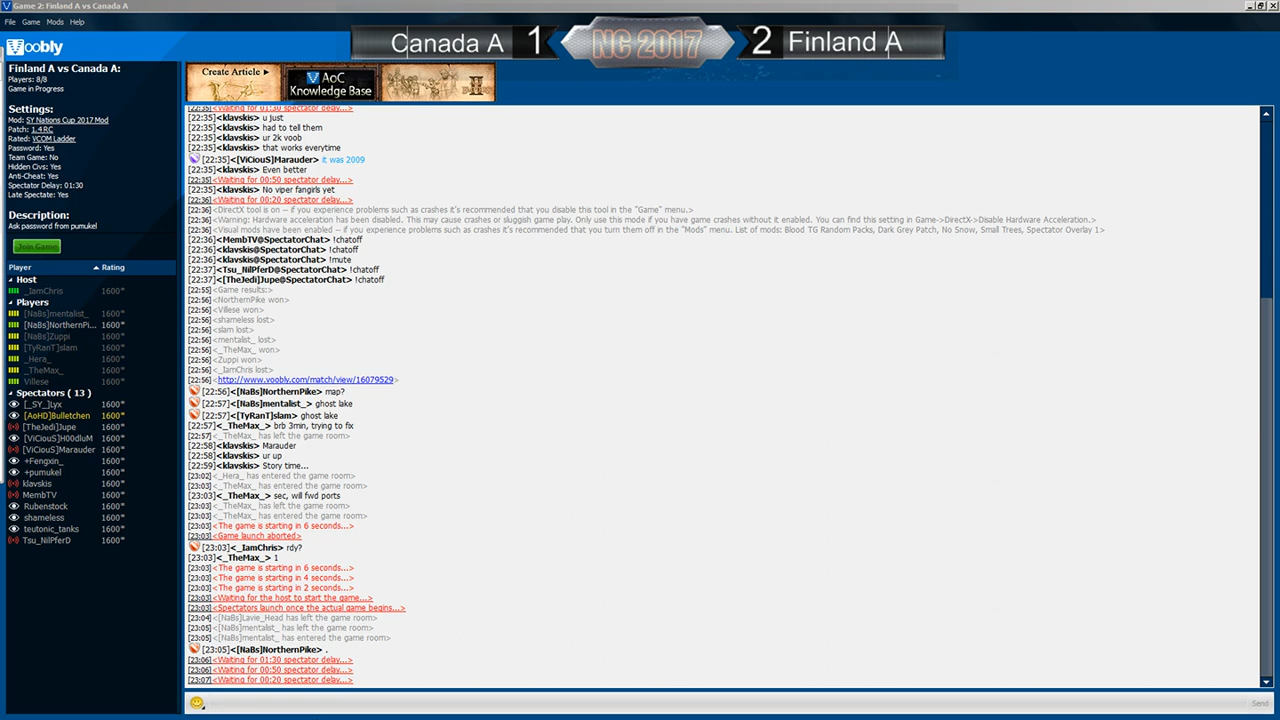 Game 2: Finland A vs Canada A
File Game Mods Help
Canada A 1 NC 2017 2 Finland A
Voobly
Create Article ►
AoC
Knowledge Base
II
Finland A vs Canada A:
Players: 8/8
Game in Progress
Settings:
Mod: SY Nations Cup 2017 Mod
Patch: 1.4 RC
Rated: VCOM Ladder
Password: Yes
Team Game: No
Hidden Civs: Yes
Anti-Cheat: Yes
Spectator Delay: 01:30
Late Spectate: Yes
Description:
Ask password from pumukel
Join Game
Player Rating
Host
_IamChris 1600*
Players
[NaBs]mentalist_ 1600*
[NaBs]NorthernPi... 1600*
[NaBs]Zuppi 1600*
[TyRanT]slam 1600*
_Hera_ 1600*
_TheMax_ 1600*
Villese 1600*
Spectators ( 13 )
[_SY_]Lyx 1600*
[AoHD]Bulletchen 1600*
[TheJedi]Jupe 1600*
[ViCiouS]H00dluM 1600*
[ViCiouS]Marauder 1600*
+Fengxin_ 1600*
+pumukel 1600*
klavskis 1600*
MembTV 1600*
Rubenstock 1600*
shameless 1600*
teutonic_tanks 1600*
Tsu_NilPferD 1600*
[22:35]<Waiting for 01:30 spectator delay...>
[22:35]<klavskis> u just
[22:35]<klavskis> had to tell them
[22:35]<klavskis> ur 2k voob
[22:35]<klavskis> that works everytime
[22:35]<[ViCiouS]Marauder> it was 2009
[22:35]<klavskis> Even better
[22:35]<Waiting for 00:50 spectator delay...>
[22:35]<klavskis> No viper fangirls yet
[22:36]<Waiting for 00:20 spectator delay...>
[22:36]<DirectX tool is on -- if you experience problems such as crashes it's recommended that you disable this tool in the "Game" menu.>
[22:36]<Warning: Hardware acceleration has been disabled. This may cause crashes or sluggish game play. Only use this mode if you have game crashes without it enabled. You can find this setting in Game->DirectX->Disable Hardware Acceleration.>
[22:36]<Visual mods have been enabled -- if you experience problems such as crashes it's recommended that you turn them off in the "Mods" menu. List of mods: Blood TG Random Packs, Dark Grey Patch, No Snow, Small Trees, Spectator Overlay 1>
[22:36]<MembTV@SpectatorChat> !chatoff
[22:36]<klavskis@SpectatorChat> !chatoff
[22:36]<klavskis@SpectatorChat> !mute
[22:37]<Tsu_NilPferD@SpectatorChat> !chatoff
[22:37]<[TheJedi]Jupe@SpectatorChat> !chatoff
[22:55]<Game results:>
[22:56]<NorthernPike won>
[22:56]<Villese won>
[22:56]<shameless lost>
[22:56]<slam lost>
[22:56]<mentalist_ lost>
[22:56]<_TheMax_ won>
[22:56]<Zuppi won>
[22:56]<_IamChris lost>
[22:56]<http://www.voobly.com/match/view/16079529>
[22:56]<[NaBs]NorthernPike> map?
[22:57]<[NaBs]mentalist_> ghost lake
[22:57]<[TyRanT]slam> ghost lake
[22:57]<_TheMax_> brb 3min, trying to fix
[22:57]<_TheMax_ has left the game room>
[22:58]<klavskis> Marauder
[22:58]<klavskis> ur up
[22:59]<klavskis> Story time...
[23:02]<_Hera_ has entered the game room>
[23:03]<_TheMax_ has entered the game room>
[23:03]<_TheMax_> sec, will fwd ports
[23:03]<_TheMax_ has left the game room>
[23:03]<_TheMax_ has entered the game room>
[23:03]<The game is starting in 6 seconds...>
[23:03]<Game launch aborted>
[23:03]<_IamChris> rdy?
[23:03]<_TheMax_> 1
[23:03]<The game is starting in 6 seconds...>
[23:03]<The game is starting in 4 seconds...>
[23:03]<The game is starting in 2 seconds...>
[23:03]<Waiting for the host to start the game...>
[23:03]<Spectators launch once the actual game begins...>
[23:04]<[NaBs]Lavie_Head has left the game room>
[23:05]<[NaBs]mentalist_ has left the game room>
[23:05]<[NaBs]mentalist_ has entered the game room>
[23:05]<[NaBs]NorthernPike> .
[23:06]<Waiting for 01:30 spectator delay...>
[23:06]<Waiting for 00:50 spectator delay...>
[23:07]<Waiting for 00:20 spectator delay...>
Send